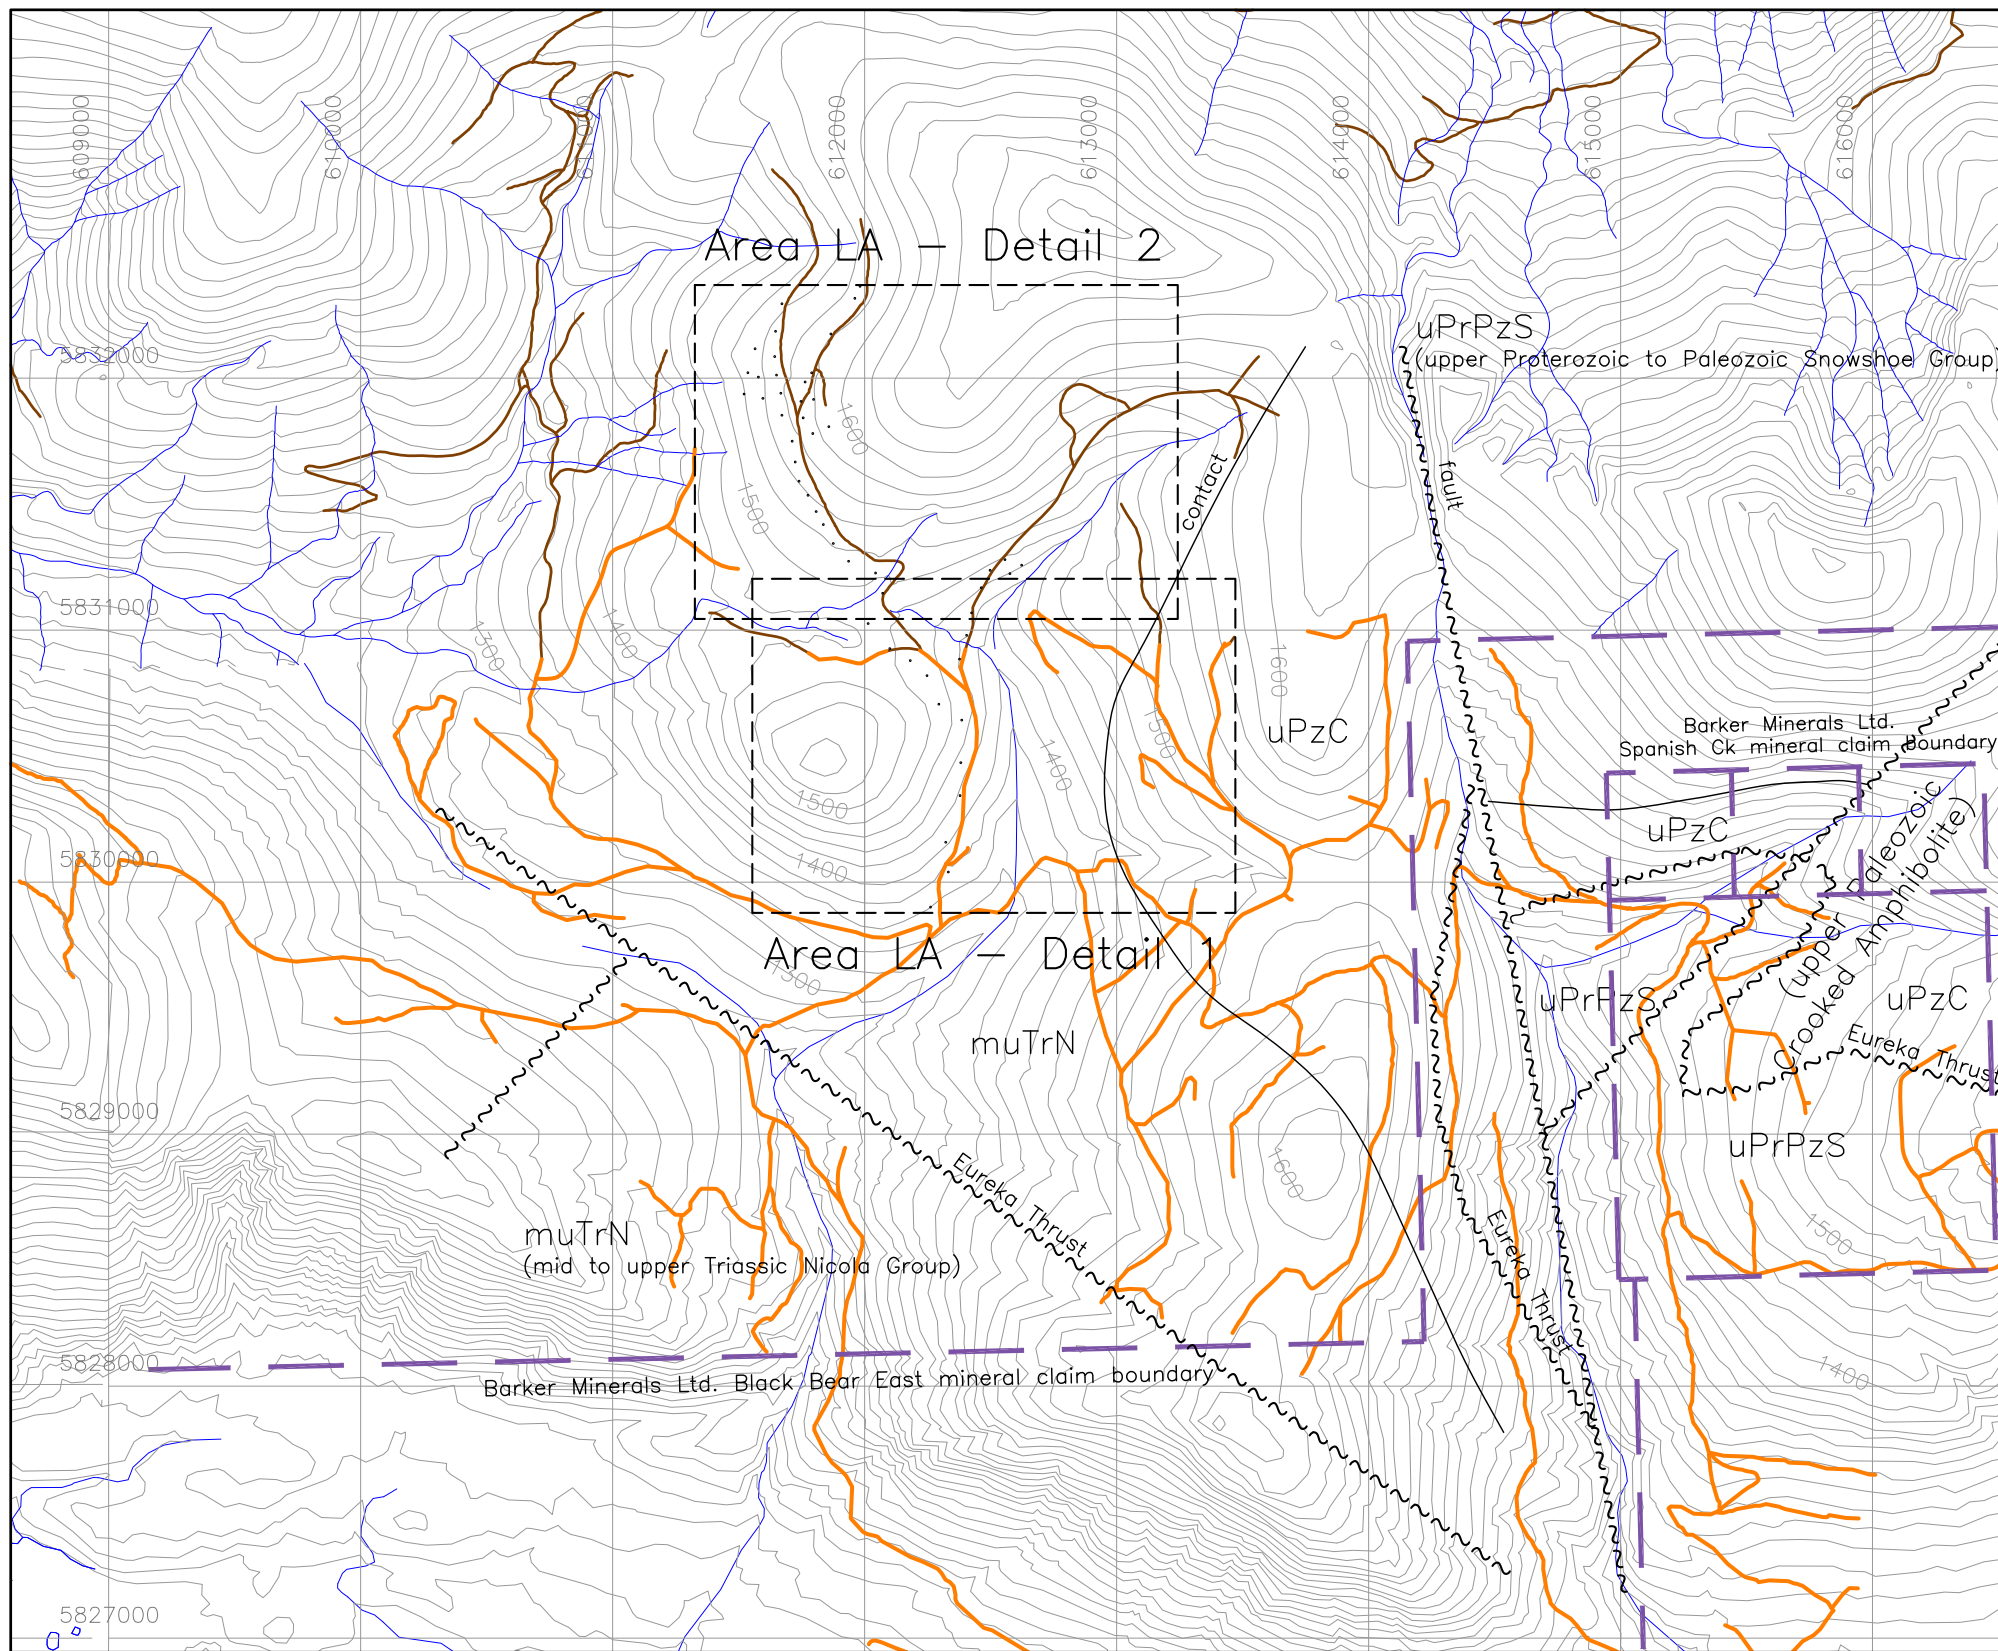 609000
610000
611000
612000
613000
614000
615000
616000
Area LA - Detail 2
uPrPzS
(upper Proterozoic to Paleozoic Snowshoe Group)
5832000
1600
contact
fault
1500
5831000
1300
1400
1600
uPzC
1500
1400
Barker Minerals Ltd.
Spanish Ck mineral claim boundary
1500
uPzC
5830000
1400
Crooked Amphibolite)
(upper Paleozoic
Area LA - Detail 1
1300
uPrPzS
uPzC
muTrN
Eureka Thrust
5829000
uPrPzS
1600
Eureka Thrust
muTrN
(mid to upper Triassic Nicola Group)
Eureka Thrust
1500
5828000
1400
Barker Minerals Ltd. Black Bear East mineral claim boundary
5827000